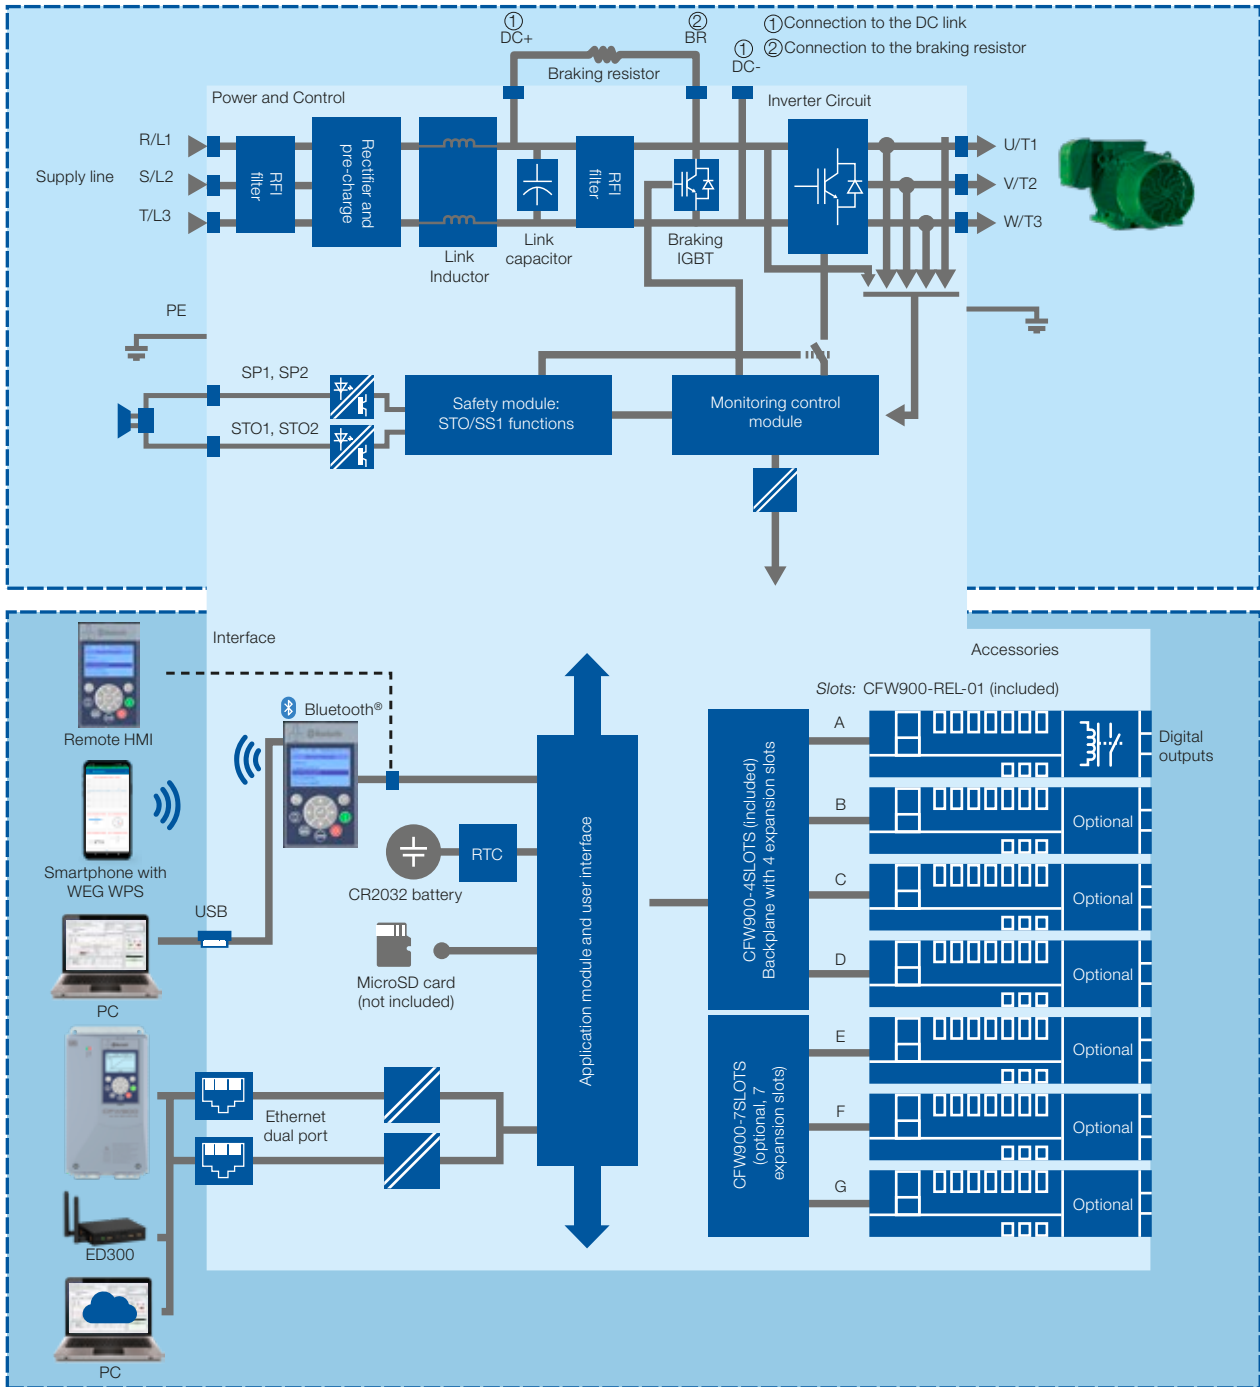 ① DC+
② BR
① Connection to the DC link
② Connection to the braking resistor
① DC-
Braking resistor
Power and Control
Inverter Circuit
Supply line
R/L1
S/L2
T/L3
RFI
filter
Rectifier and
pre-charge
Link
Inductor
Link
capacitor
RFI
filter
Braking
IGBT
U/T1
V/T2
W/T3
PE
SP1, SP2
STO1, STO2
Safety module:
STO/SS1 functions
Monitoring control
module
Interface
Accessories
Slots: CFW900-REL-01 (included)
Remote HMI
Bluetooth®
Smartphone with
WEG WPS
USB
PC
RTC
CR2032 battery
MicroSD card
(not included)
Ethernet
dual port
ED300
PC
Application module and user interface
CFW900-4SLOTS (included)
Backplane with 4 expansion slots
CFW900-7SLOTS
(optional, 7
expansion slots)
A
Digital
outputs
B
Optional
C
Optional
D
Optional
E
Optional
F
Optional
G
Optional